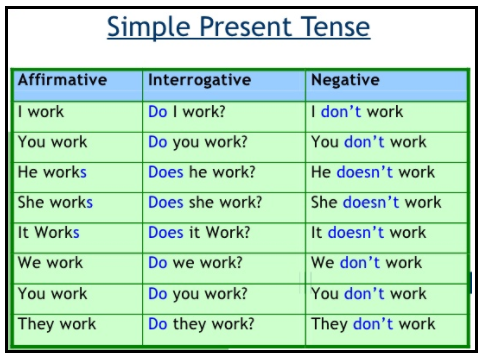 Simple Present Tense
Affirmative Interrogative Negative
I work Do I work? I don't work
You work Do you work? You don't work
He works Does he work? He doesn't work
She works Does she work? She doesn't work
It Works Does it Work? It doesn't work
We work Do we work? We don't work
You work Do you work? You don't work
They work Do they work? They don't work